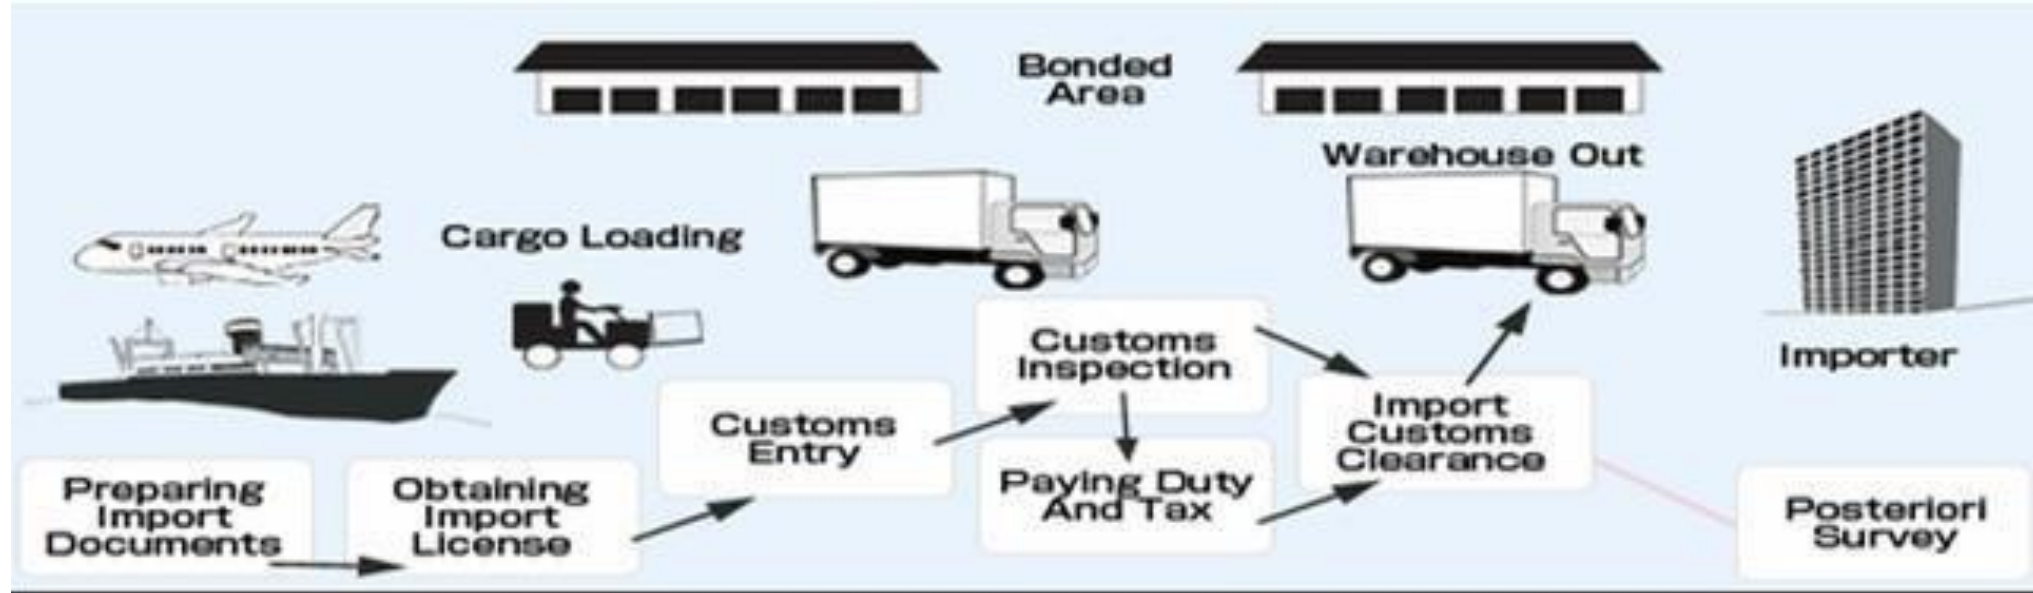 Bonded
Area
Warehouse Out
Cargo Loading
Importer
Customs
Inspection
Import
Customs
Clearance
Customs
Entry
Paying Duty
And Tax
Preparing
Import
Documents
Obtaining
Import
License
Posteriori
Survey